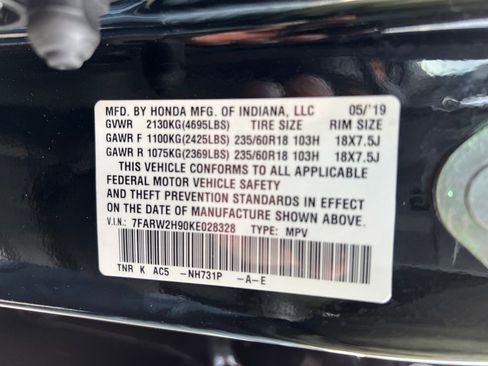 MFD. BY HONDA MFG. OF INDIANA, LLC 05/'19
GVWR 2130KG(4695LBS) TIRE SIZE RIM SIZE
GAWR F 1100KG(2425LBS) 235/60R18 103H 18X7.5J
GAWR R 1075KG(2369LBS) 235/60R18 103H 18X7.5J
THIS VEHICLE CONFORMS TO ALL APPLICABLE
FEDERAL MOTOR VEHICLE SAFETY
AND THEFT PREVENTION STANDARDS IN EFFECT
ON THE DATE OF MANUFACTURE SHOWN ABOVE.
V.I.N.: 7FARW2H90KE028328 TYPE: MPV
TNR K AC5 -NH731P -A-E